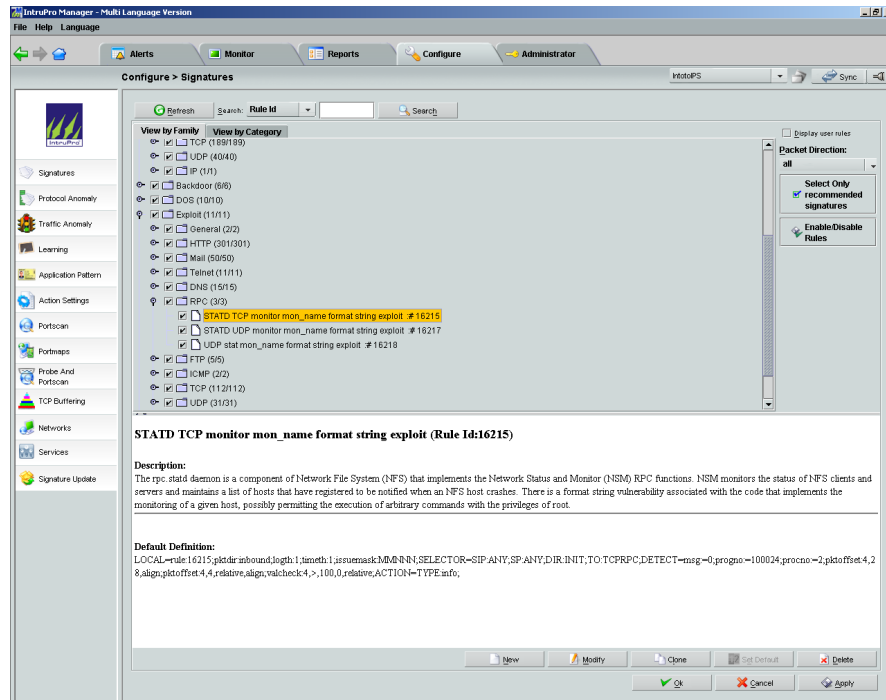 IntruPro Manager - Multi Language Version
File Help Language
Alerts
Monitor
Reports
Configure
Administrator
Configure > Signatures
IntotoIPS
Sync
IntruPro
Signatures
Protocol Anomaly
Traffic Anomaly
Learning
Application Pattern
Action Settings
Portscan
Portmaps
Probe And
Portscan
TCP Buffering
Networks
Services
Signature Update
Refresh
Search:
Rule Id
Search
View by Family
View by Category
TCP (189/189)
UDP (40/40)
IP (1/1)
Backdoor (6/6)
DOS (10/10)
Exploit (11/11)
General (2/2)
HTTP (301/301)
Mail (50/50)
Telnet (11/11)
DNS (15/15)
RPC (3/3)
STATD TCP monitor mon_name format string exploit :# 16215
STATD UDP monitor mon_name format string exploit :# 16217
UDP stat mon_name format string exploit :# 16218
FTP (5/5)
ICMP (2/2)
TCP (112/112)
UDP (31/31)
Display user rules
Packet Direction:
all
Select Only
recommended
signatures
Enable/Disable
Rules
STATD TCP monitor mon_name format string exploit (Rule Id:16215)
Description:
The rpc.statd daemon is a component of Network File System (NFS) that implements the Network Status and Monitor (NSM) RPC functions. NSM monitors the status of NFS clients and
servers and maintains a list of hosts that have registered to be notified when an NFS host crashes. There is a format string vulnerability associated with the code that implements the
monitoring of a given host, possibly permitting the execution of arbitrary commands with the privileges of root.
Default Definition:
LOCAL=rule:16215;pktdir:inbound;logth:1;timeth:1;issuemask:MMNNN;SELECTOR=SIP:ANY;SP:ANY;DIR:INIT;TO:TCPRPC;DETECT=msg=0;progno=100024;procno=2;pktoffset:4,2
8,align;pktoffset:4,4,relative,align;valcheck:4,>,100,0,relative;ACTION=TYPE:info;
New
Modify
Clone
Set Default
Delete
Ok
Cancel
Apply